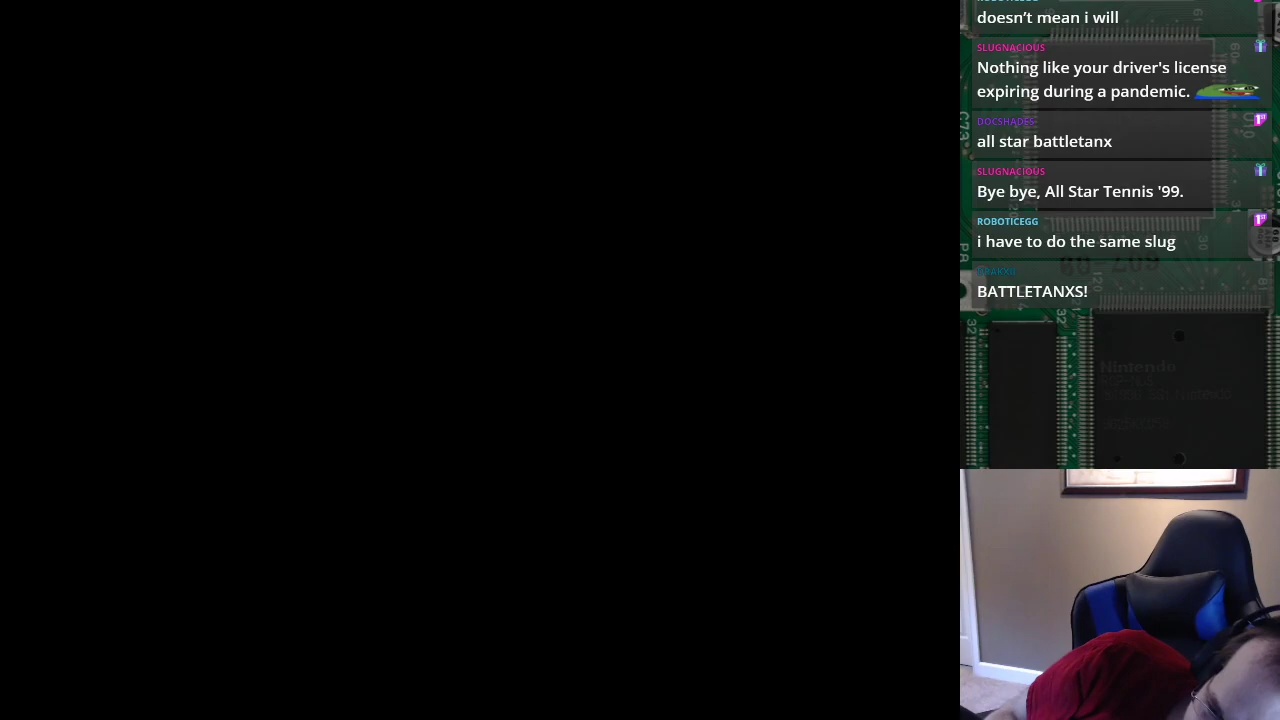 doesn’t mean i will
SLUGNACIOUS
Nothing like your driver's license
expiring during a pandemic.
DOCSHADES
all star battletanx
SLUGNACIOUS
Bye bye, All Star Tennis '99.
ROBOTICEGG
i have to do the same slug
BATTLETANXS!
Nintendo